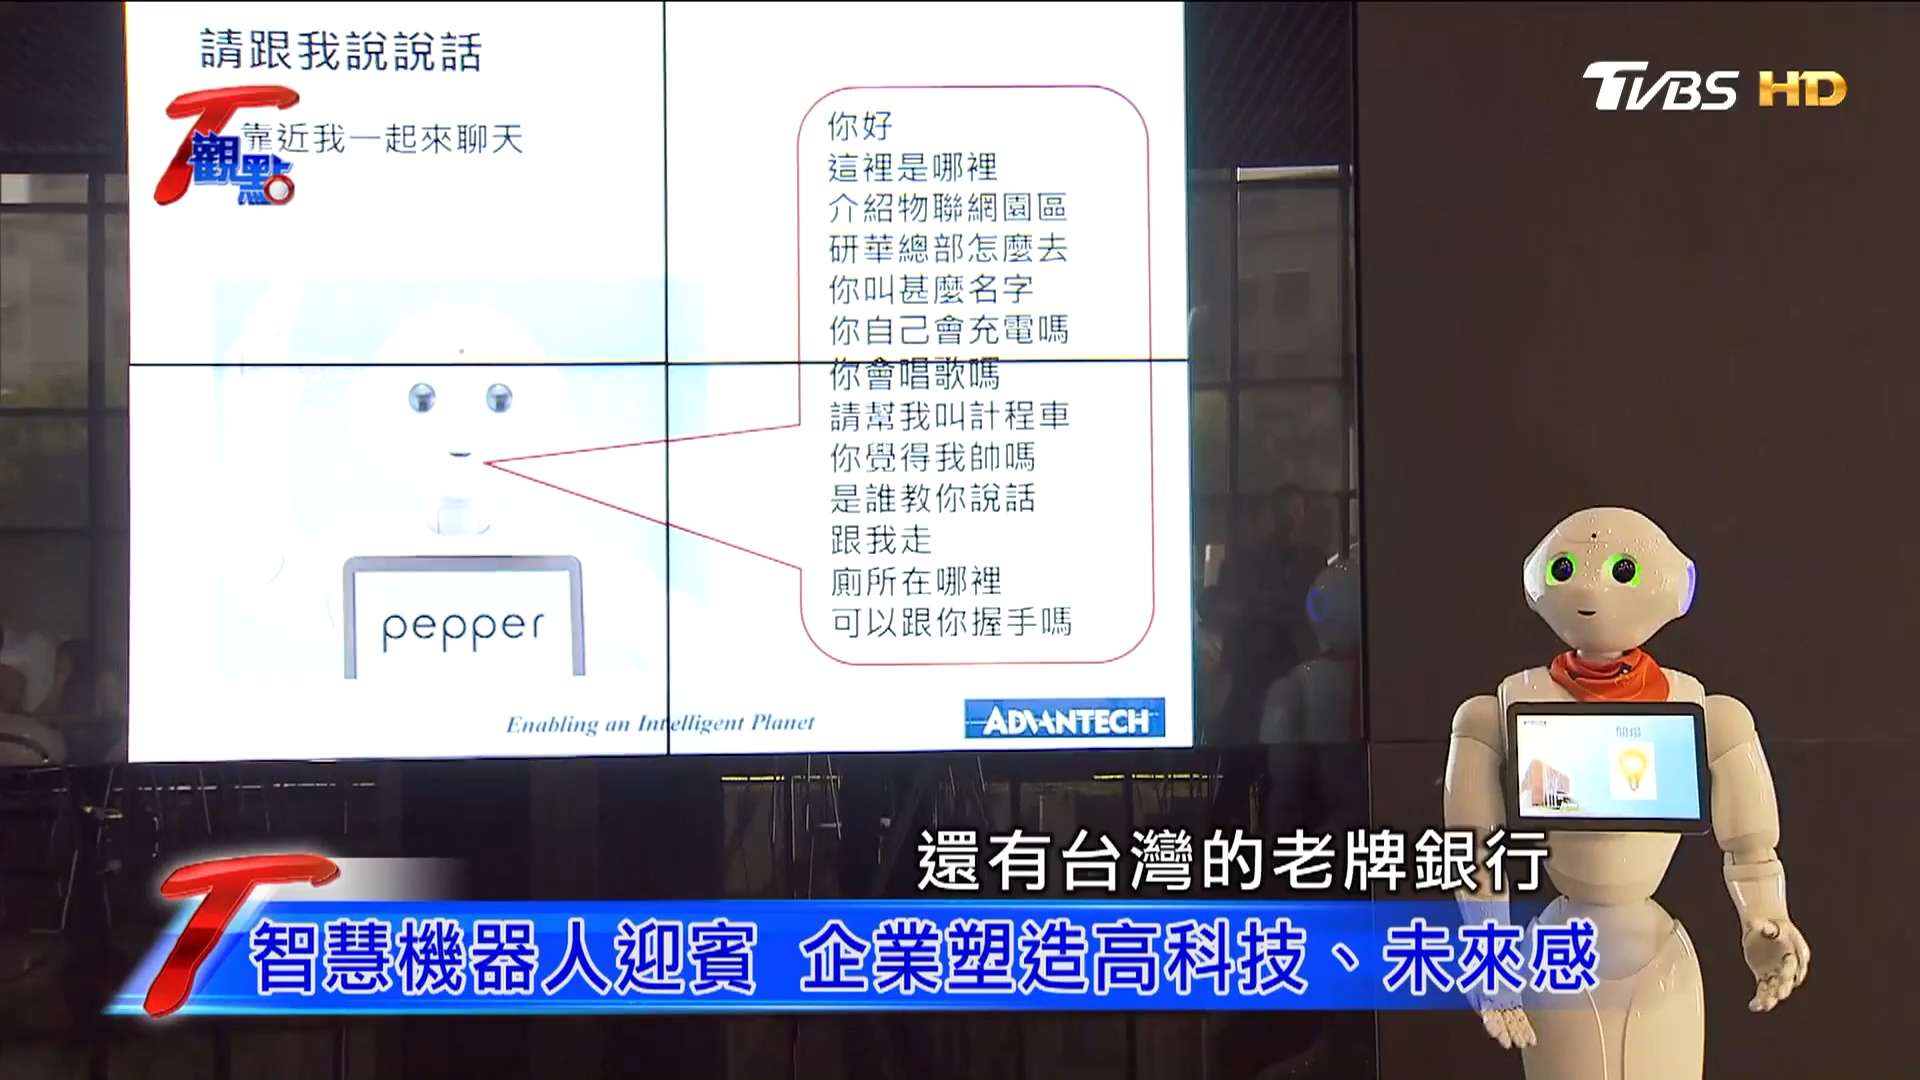 請跟我說說話
TVBS HD
T觀點
靠近我一起來聊天
你好
這裡是哪裡
介紹物聯網園區
研華總部怎麼去
你叫甚麼名字
你自己會充電嗎
你會唱歌嗎
請幫我叫計程車
你覺得我帥嗎
是誰教你說話
跟我走
廁所在哪裡
可以跟你握手嗎
pepper
Enabling an Intelligent Planet
ADVANTECH
還有台灣的老牌銀行
T
智慧機器人迎賓 企業塑造高科技、未來感